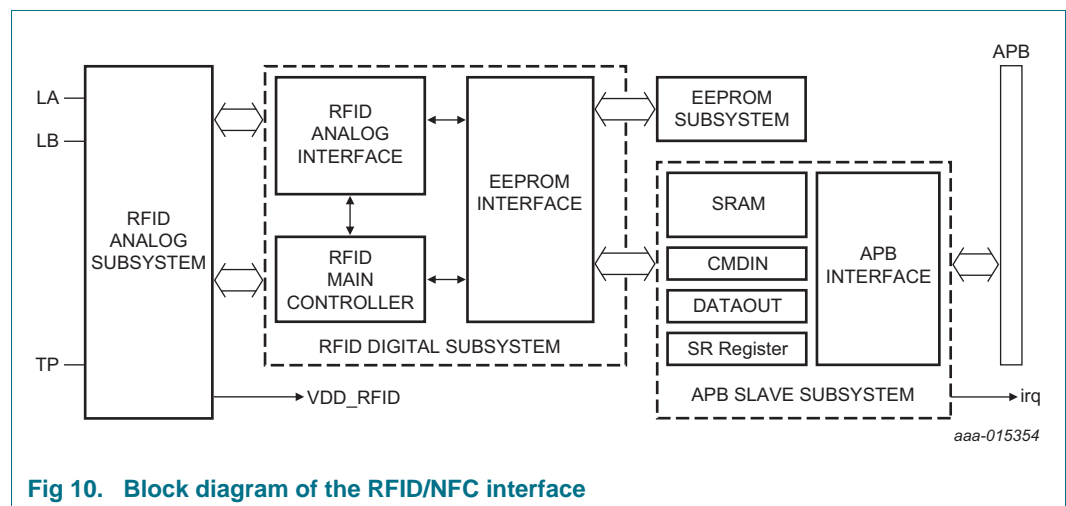 APB
LA
LB
TP
RFID
ANALOG
SUBSYSTEM
RFID
ANALOG
INTERFACE
RFID
MAIN
CONTROLLER
EEPROM
INTERFACE
RFID DIGITAL SUBSYSTEM
VDD_RFID
EEPROM
SUBSYSTEM
SRAM
CMDIN
DATAOUT
SR Register
APB
INTERFACE
APB SLAVE SUBSYSTEM
irq
aaa-015354
Fig 10. Block diagram of the RFID/NFC interface